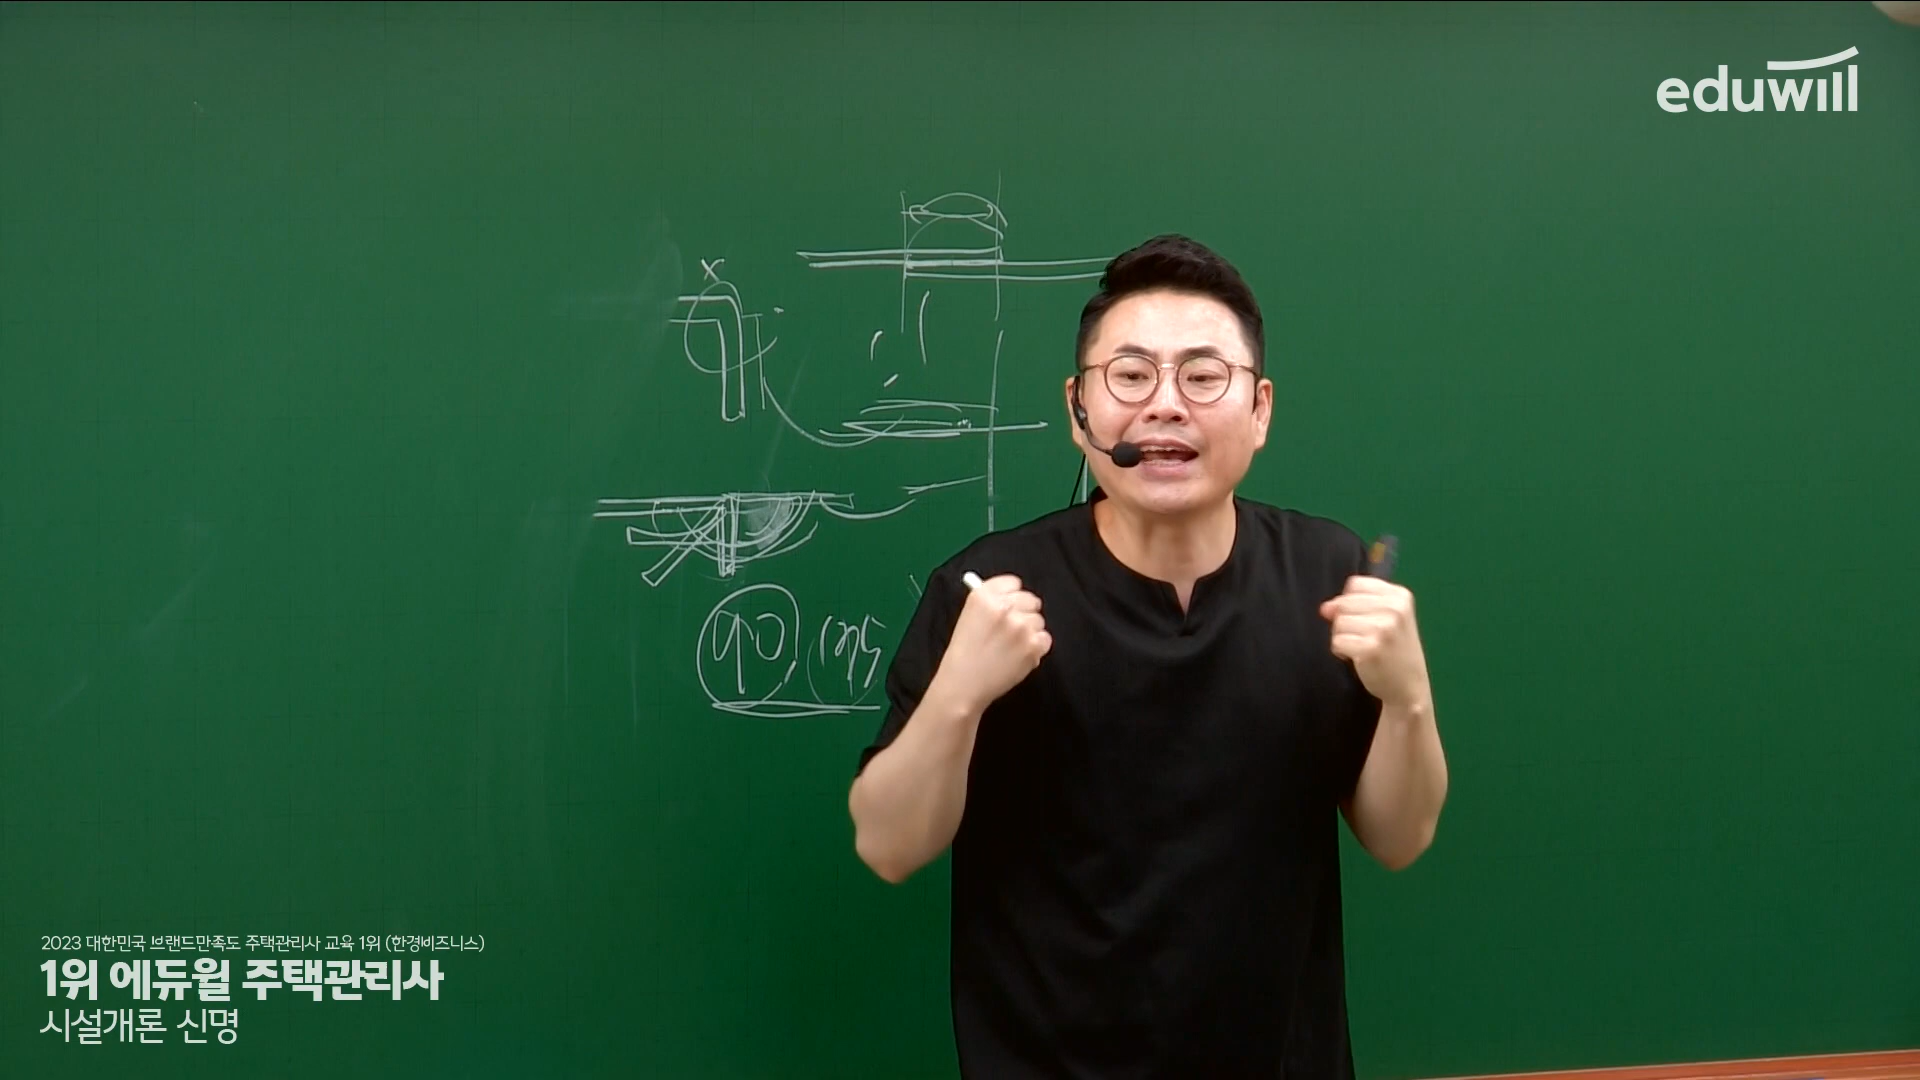 eduwill
x
90, 135
2023 대한민국 브랜드만족도 주택관리사 교육 1위 (한경비즈니스)
1위 에듀윌 주택관리사
시설개론 신명